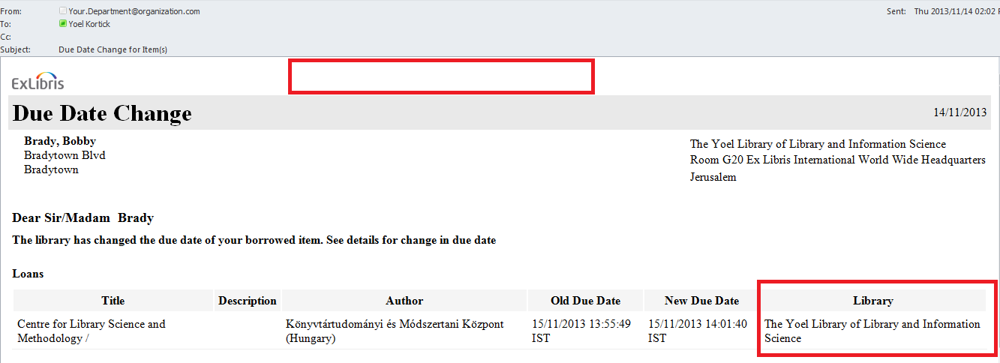 From: Your.Department@organization.com Sent: Thu 2013/11/14 02:02
To: Yoel Kortick
Cc:
Subject: Due Date Change for Item(s)
ExLibris
Due Date Change 14/11/2013
Brady, Bobby
Bradytown Blvd
Bradytown
The Yoel Library of Library and Information Science
Room G20 Ex Libris International World Wide Headquarters
Jerusalem
Dear Sir/Madam Brady
The library has changed the due date of your borrowed item. See details for change in due date
Loans
Title Description Author Old Due Date New Due Date Library
Centre for Library Science and Könyvtártudományi és Módszertani Központ 15/11/2013 13:55:49 15/11/2013 14:01:40 The Yoel Library of Library and Information
Methodology / (Hungary) IST IST Science